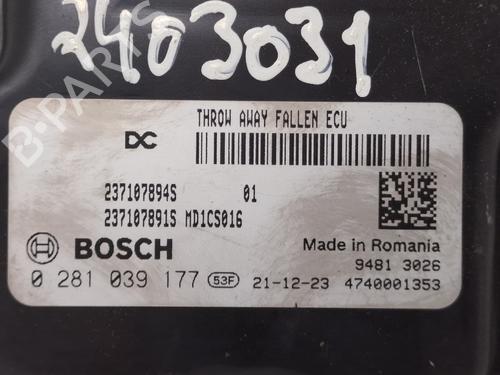 2403031
THROW AWAY FALLEN ECU
DC
237107894S 01
237107891S MD1CS016
BOSCH
Made in Romania
9481 3026
0 281 039 177 53F 21-12-23 4740001353
B-PARTS